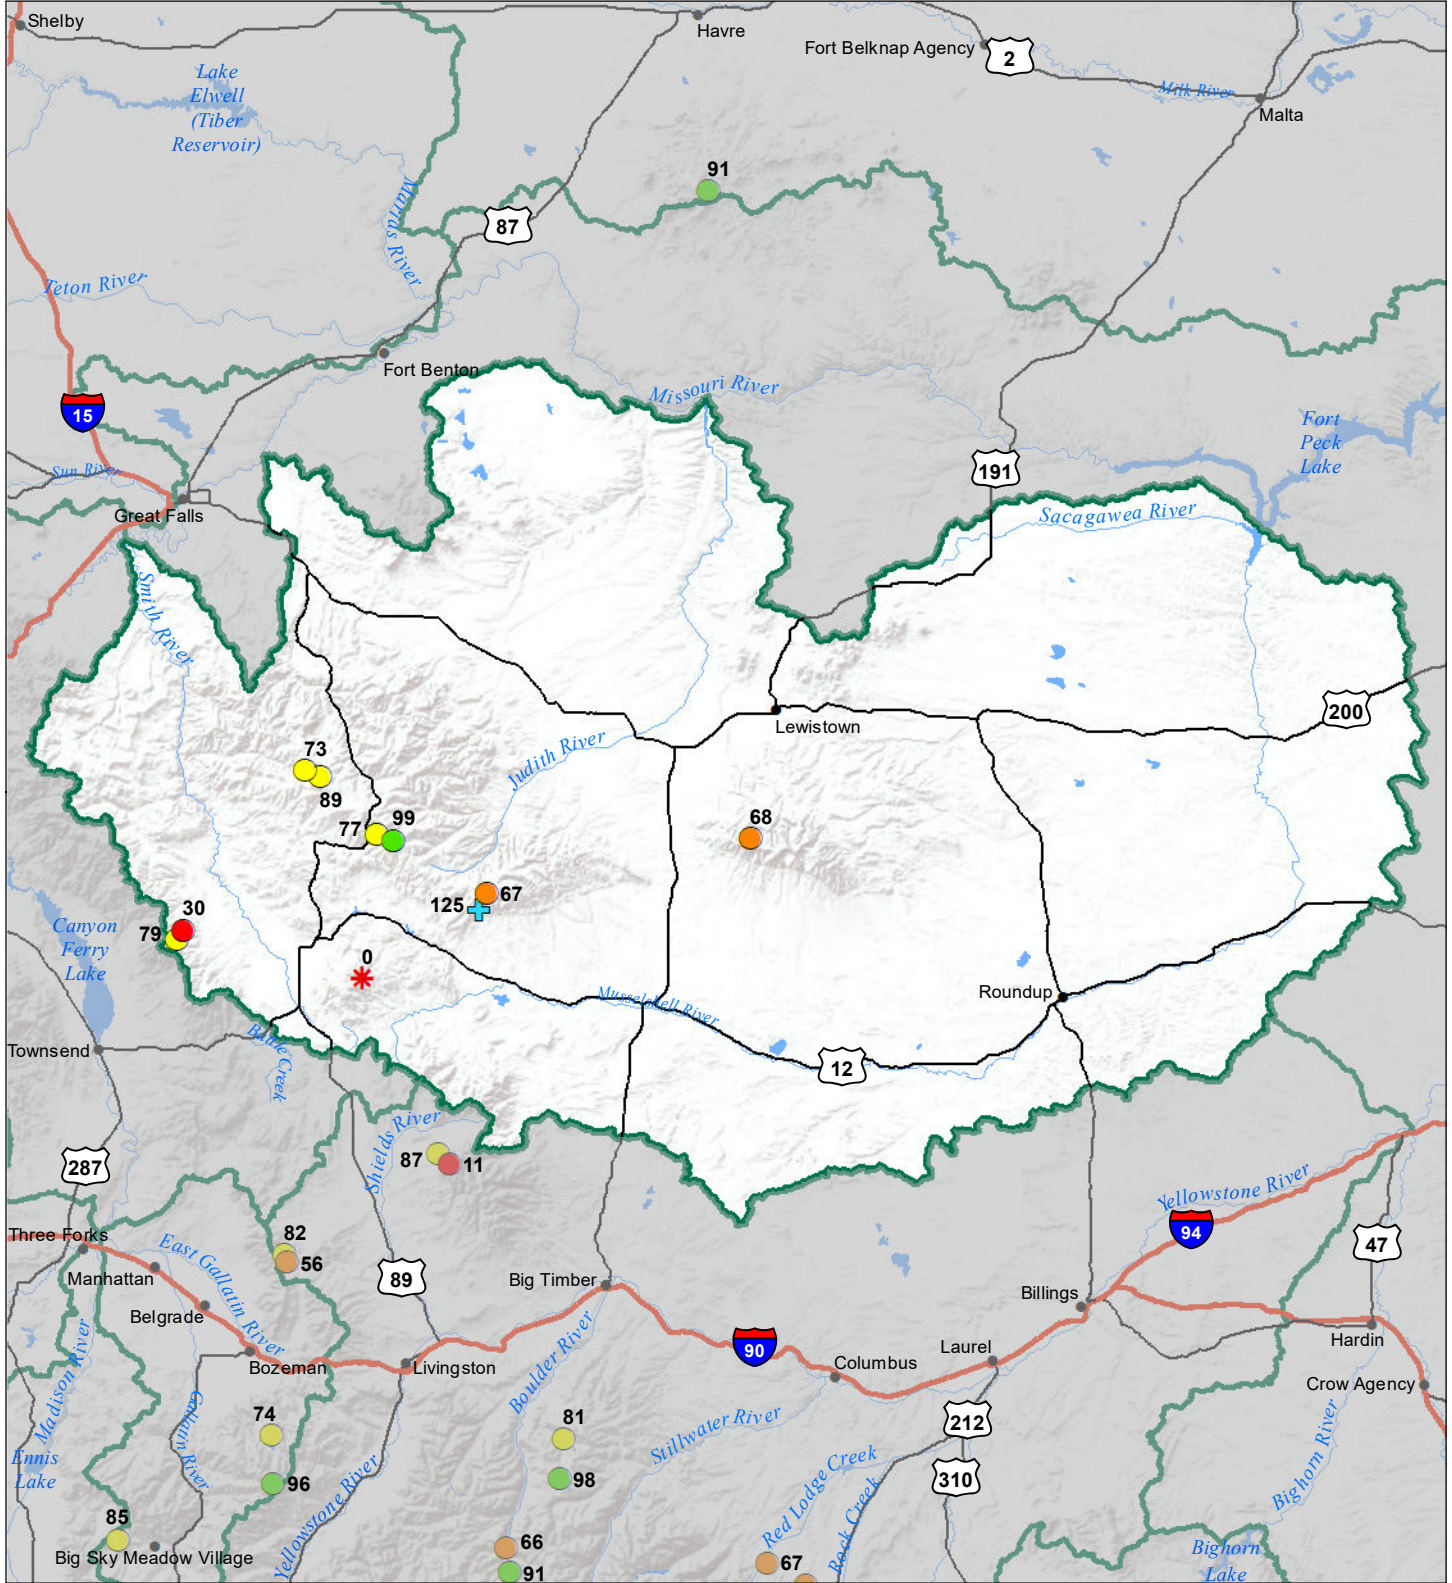 Shelby
Havre
Fort Belknap Agency
2
Lake
Elwell
(Tiber
Reservoir)
Milk River
Malta
91
Marias River
87
Teton River
Fort Benton
Missouri River
15
Fort
Peck
Lake
Sun River
191
Great Falls
Sacagawea River
Smith River
200
Lewistown
Judith River
73
89
77
99
68
125
67
30
79
Canyon
Ferry
Lake
0
Roundup
Musselshell River
Townsend
Battle Creek
12
Shields River
287
87
11
Yellowstone River
94
Three Forks
82
56
East Gallatin River
47
Manhattan
89
Big Timber
Billings
Belgrade
Madison River
Boulder River
90
Hardin
Bozeman
Livingston
Columbus
Laurel
Crow Agency
Gallatin River
74
81
Stillwater River
212
Ennis
Lake
96
98
Red Lodge Creek
310
Bighorn River
85
Yellowstone River
66
Rock Creek
67
Big Sky Meadow Village
91
Bighorn
Lake